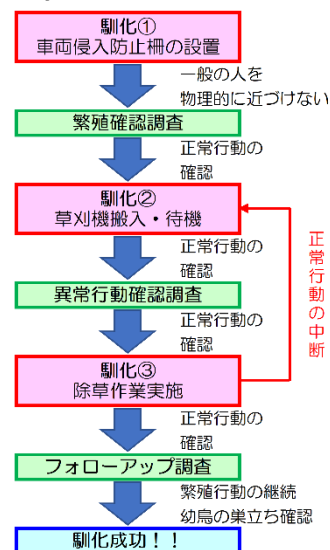 馴化①
車両侵入防止柵の設置
一般の人を
物理的に近づけない
繁殖確認調査
正常行動の
確認
馴化②
草刈機搬入・待機
正常行動の
確認
異常行動確認調査
正常行動の
確認
馴化③
除草作業実施
正常行動の中断
正常行動の
確認
フォローアップ調査
繁殖行動の継続
幼鳥の巣立ち確認
馴化成功！！